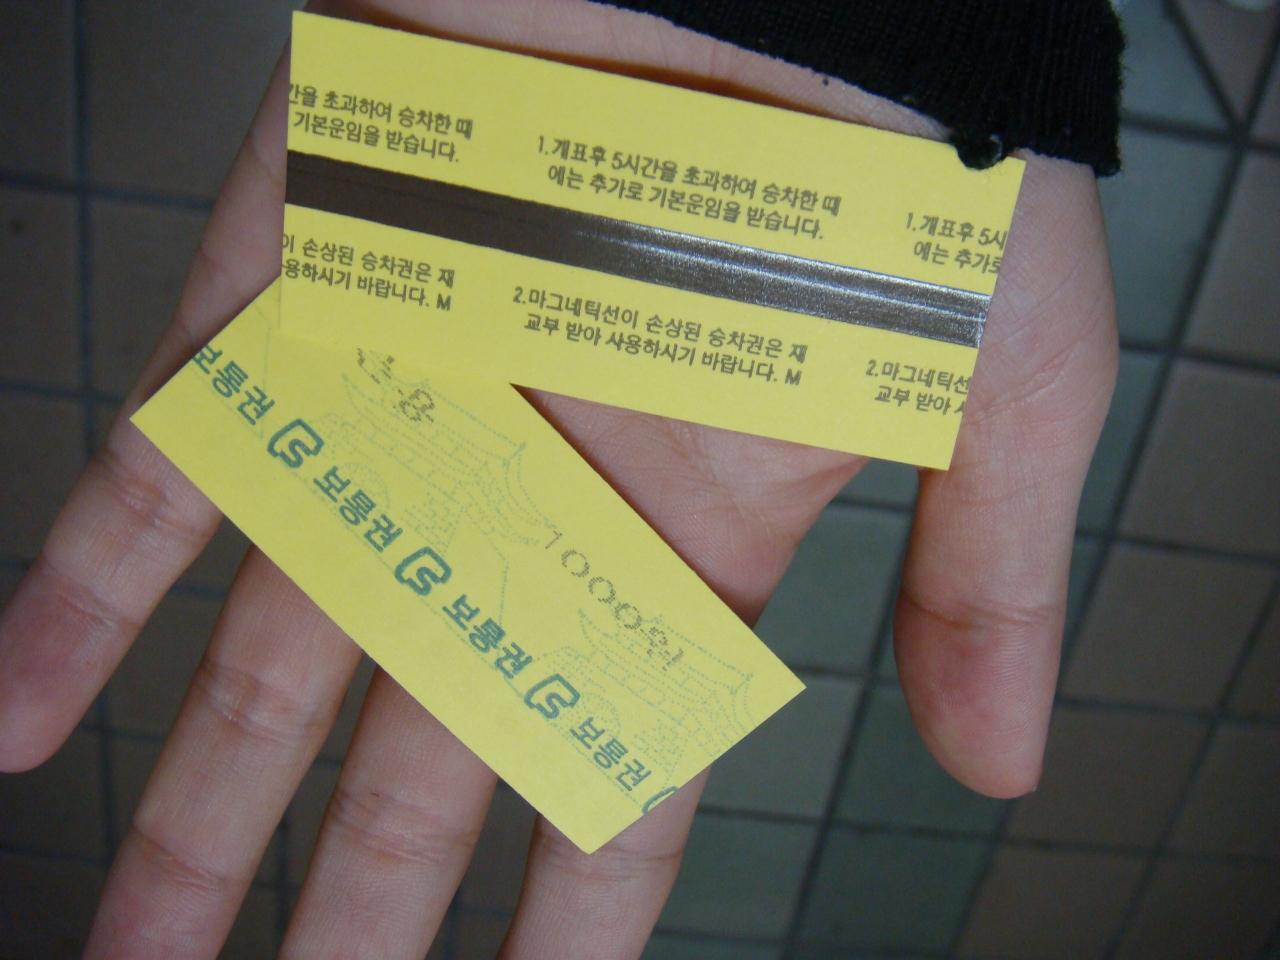 간을 초과하여 승차한 때
기본운임을 받습니다.
1.개표후 5시간을 초과하여 승차한 때
에는 추가로 기본운임을 받습니다.
1.개표후 5시
에는 추가로
이 손상된 승차권은 재
용하시기 바랍니다. M
2.마그네틱선이 손상된 승차권은 재
교부 받아 사용하시기 바랍니다. M
2.마그네틱선
교부 받아
보통권 S 보통권 S 보통권 S 보통권
1000원